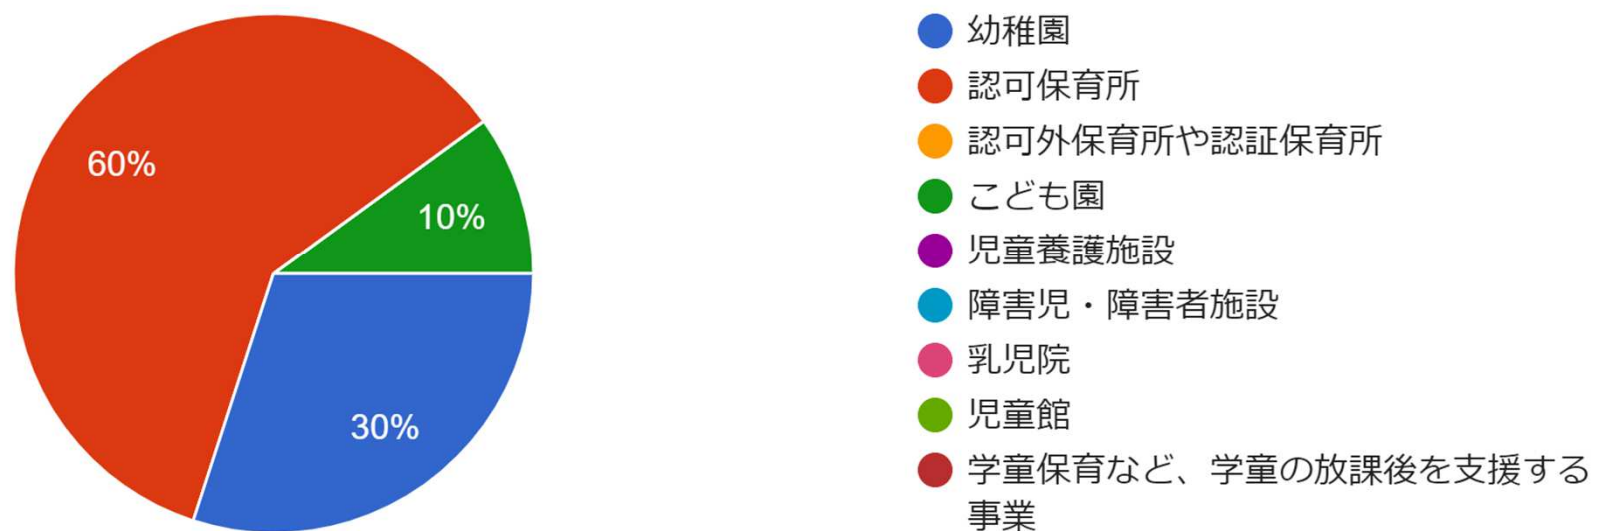 60%
10%
30%
幼稚園
認可保育所
認可外保育所や認証保育所
こども園
児童養護施設
障害児・障害者施設
乳児院
児童館
学童保育など、学童の放課後を支援する
事業